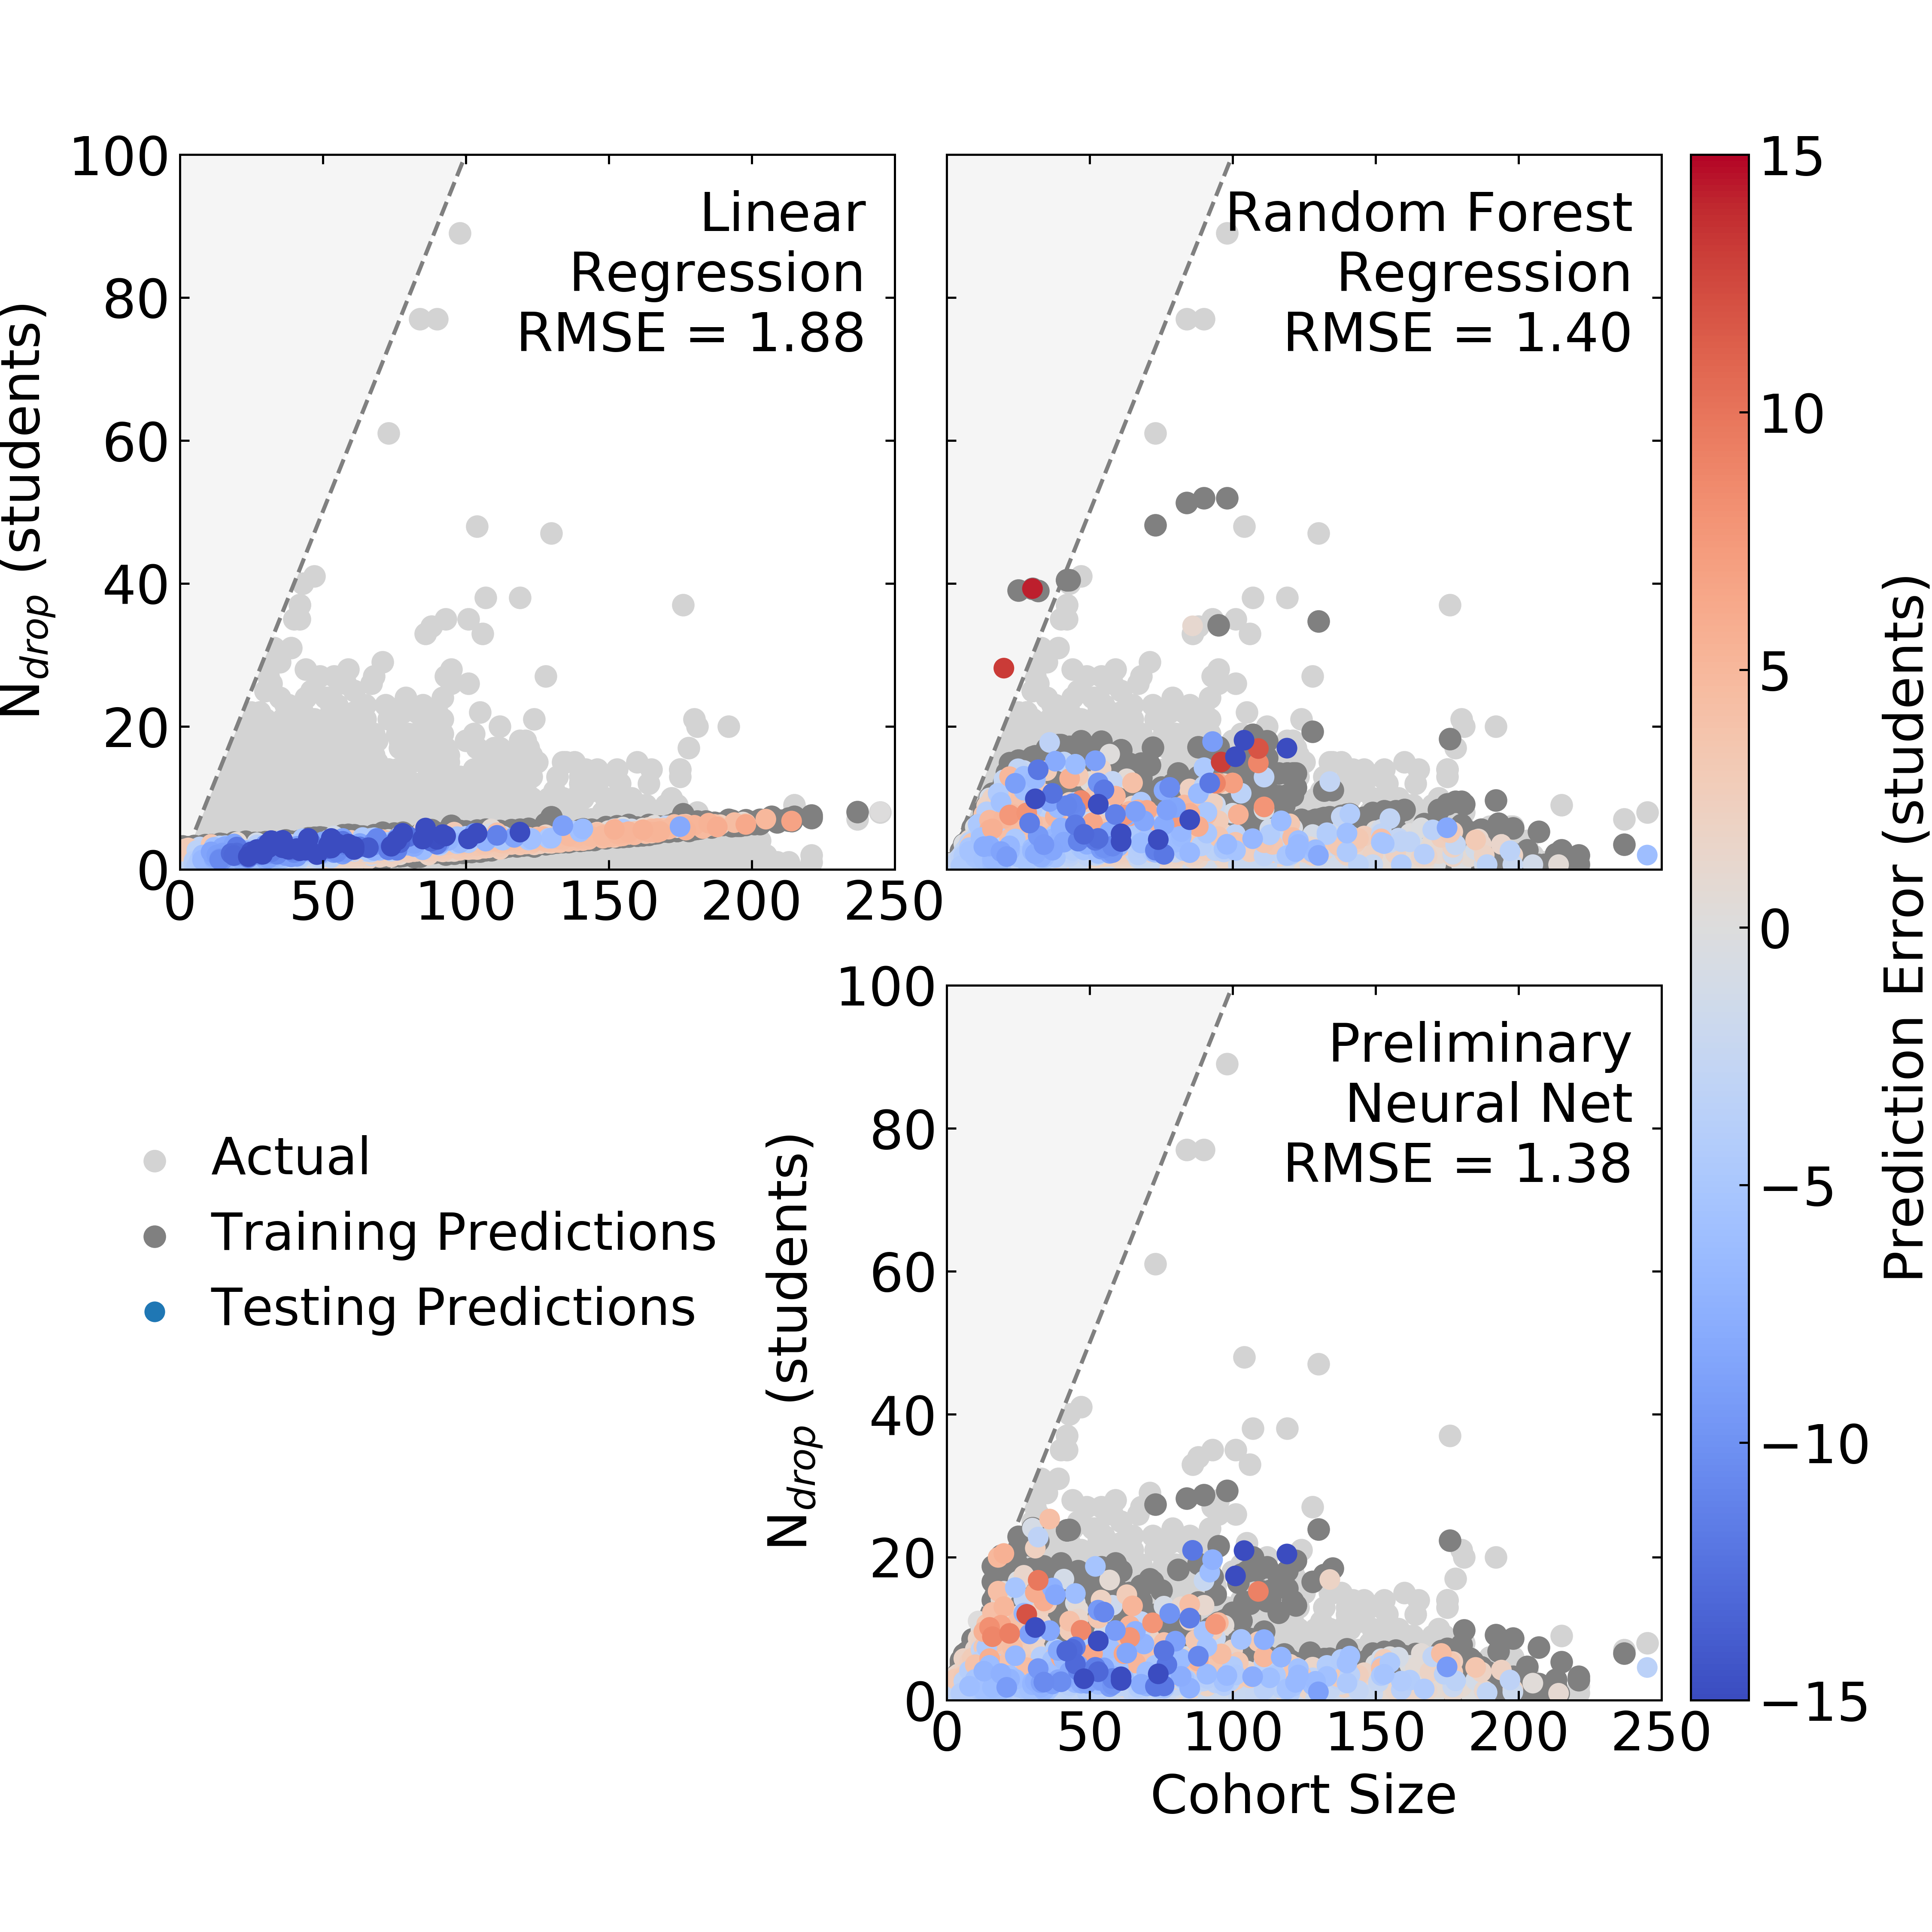 100
80
60
40
20
0
N_drop (students)
Linear
Regression
RMSE = 1.88
0 50 100 150 200 250
Random Forest
Regression
RMSE = 1.40
Actual
Training Predictions
Testing Predictions
100
80
60
40
20
0
N_drop (students)
Preliminary
Neural Net
RMSE = 1.38
0 50 100 150 200 250
Cohort Size
15
10
5
0
−5
−10
−15
Prediction Error (students)